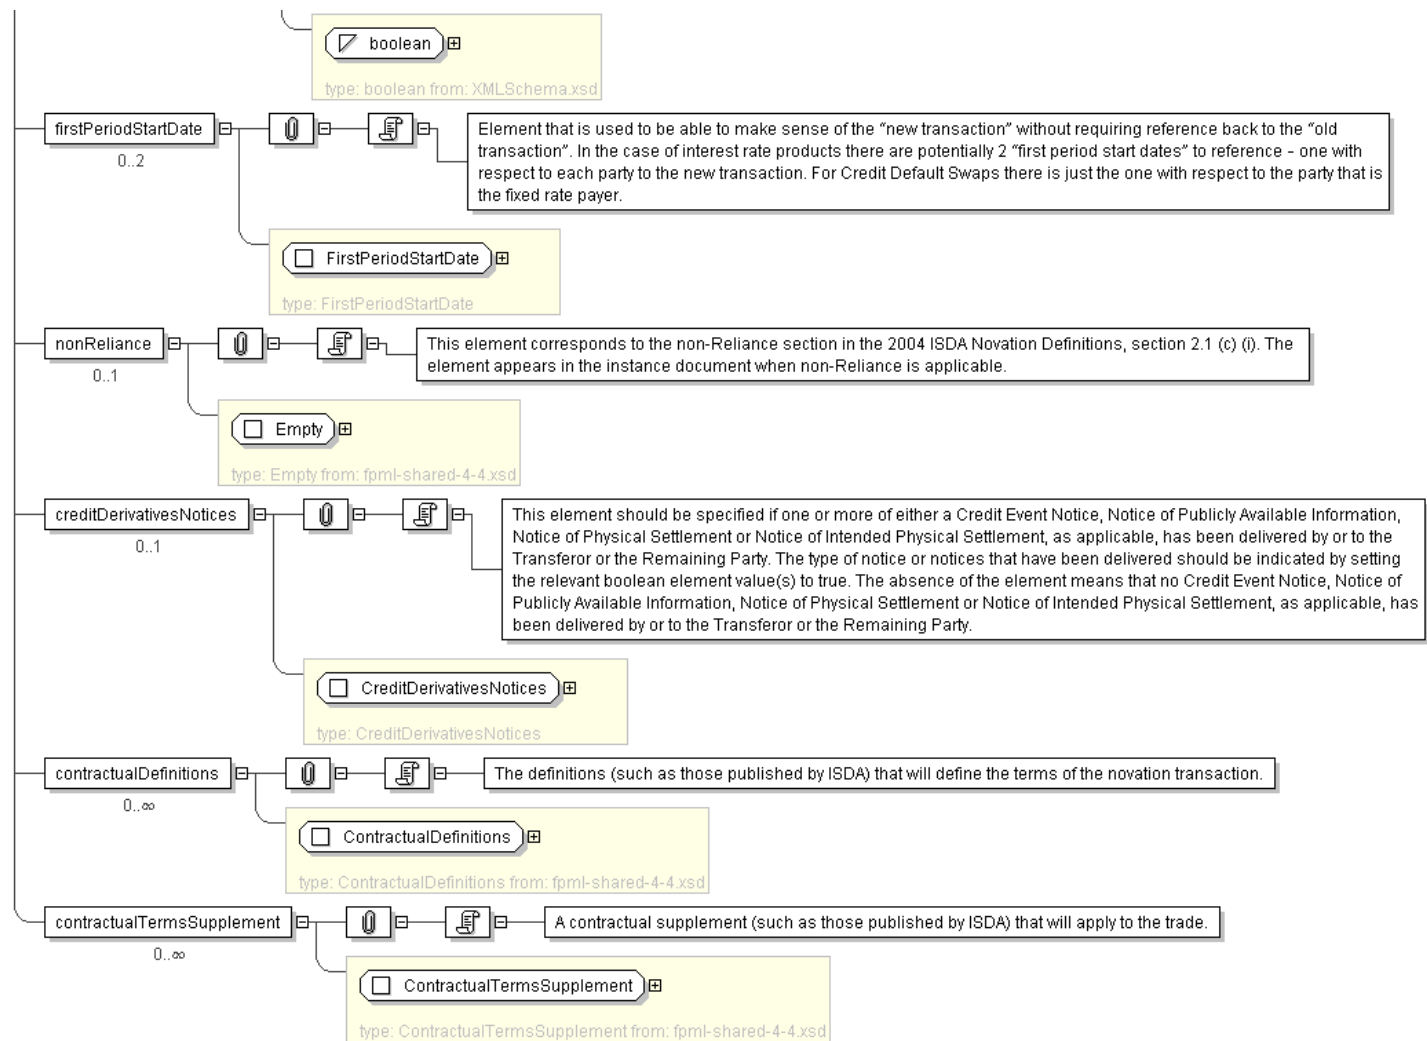 boolean
type: boolean from: XMLSchema.xsd
firstPeriodStartDate
0..2
Element that is used to be able to make sense of the “new transaction” without requiring reference back to the “old
transaction”. In the case of interest rate products there are potentially 2 “first period start dates” to reference – one with
respect to each party to the new transaction. For Credit Default Swaps there is just the one with respect to the party that is
the fixed rate payer.
FirstPeriodStartDate
type: FirstPeriodStartDate
nonReliance
0..1
This element corresponds to the non-Reliance section in the 2004 ISDA Novation Definitions, section 2.1 (c) (i). The
element appears in the instance document when non-Reliance is applicable.
Empty
type: Empty from: fpml-shared-4-4.xsd
creditDerivativesNotices
0..1
This element should be specified if one or more of either a Credit Event Notice, Notice of Publicly Available Information,
Notice of Physical Settlement or Notice of Intended Physical Settlement, as applicable, has been delivered by or to the
Transferor or the Remaining Party. The type of notice or notices that have been delivered should be indicated by setting
the relevant boolean element value(s) to true. The absence of the element means that no Credit Event Notice, Notice of
Publicly Available Information, Notice of Physical Settlement or Notice of Intended Physical Settlement, as applicable, has
been delivered by or to the Transferor or the Remaining Party.
CreditDerivativesNotices
type: CreditDerivativesNotices
contractualDefinitions
0..∞
The definitions (such as those published by ISDA) that will define the terms of the novation transaction.
ContractualDefinitions
type: ContractualDefinitions from: fpml-shared-4-4.xsd
contractualTermsSupplement
0..∞
A contractual supplement (such as those published by ISDA) that will apply to the trade.
ContractualTermsSupplement
type: ContractualTermsSupplement from: fpml-shared-4-4.xsd